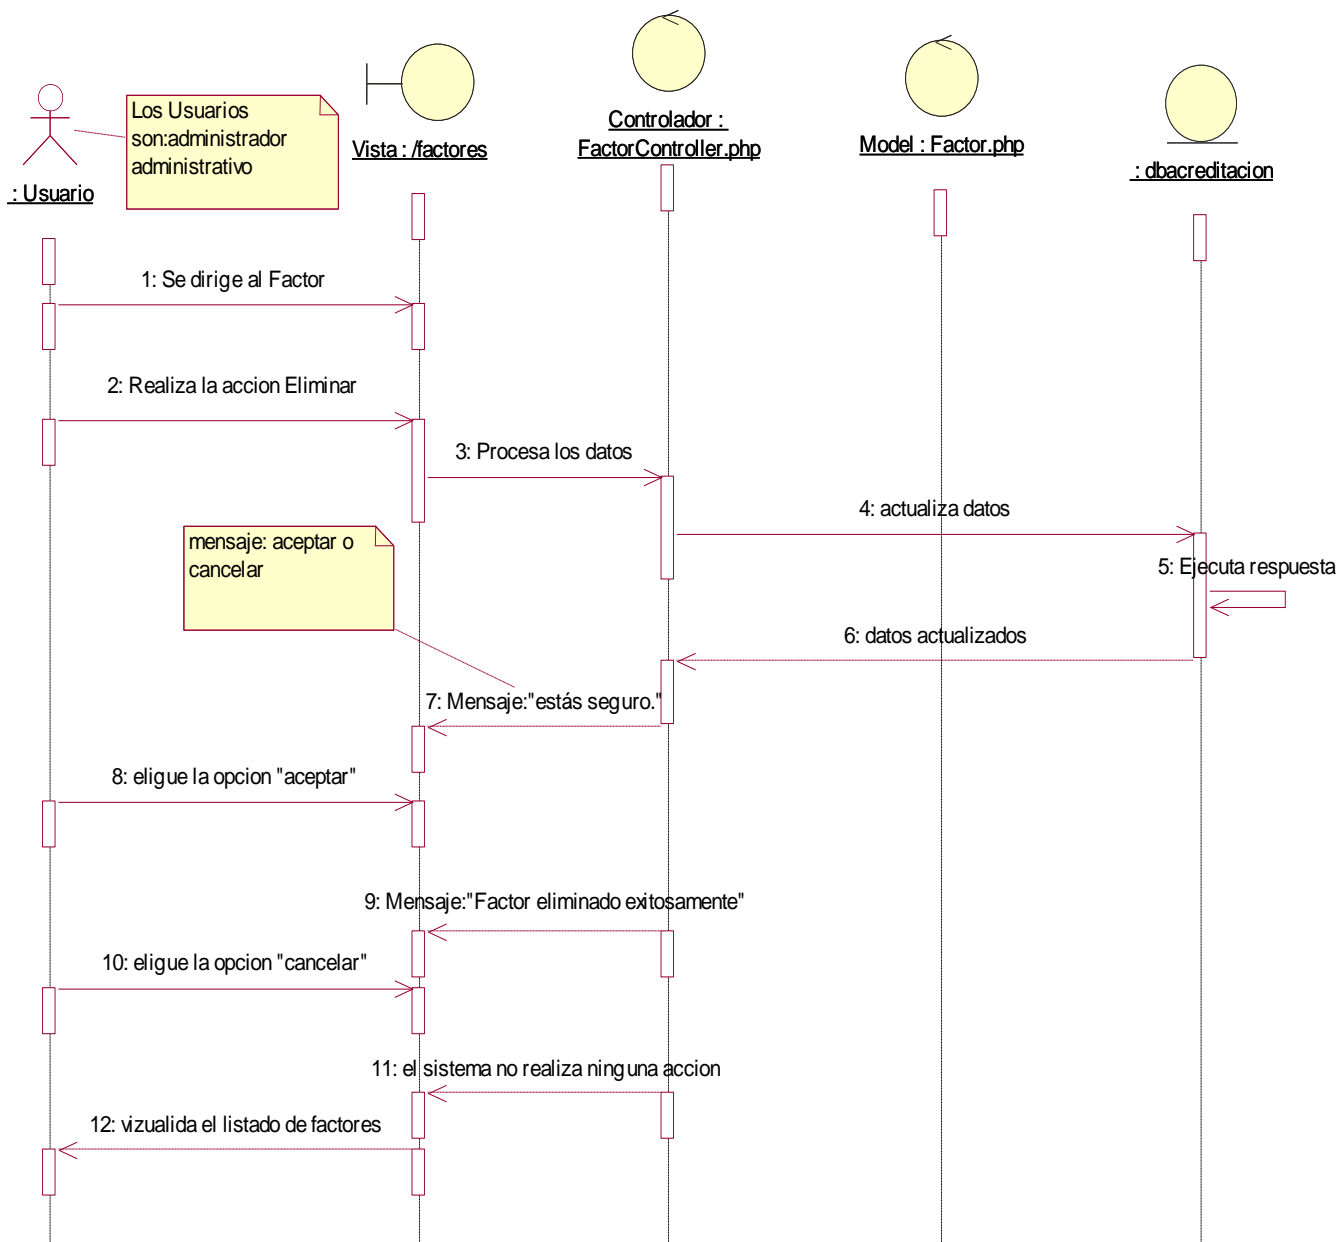 Los Usuarios
son:administrador
administrativo
: Usuario
Vista : /factores
Controlador :
FactorController.php
Model : Factor.php
: dbacreditacion
1: Se dirige al Factor
2: Realiza la accion Eliminar
3: Procesa los datos
4: actualiza datos
mensaje: aceptar o
cancelar
5: Ejecuta respuesta
6: datos actualizados
7: Mensaje:"estás seguro."
8: eligue la opcion "aceptar"
9: Mensaje:"Factor eliminado exitosamente"
10: eligue la opcion "cancelar"
11: el sistema no realiza ninguna accion
12: vizualida el listado de factores